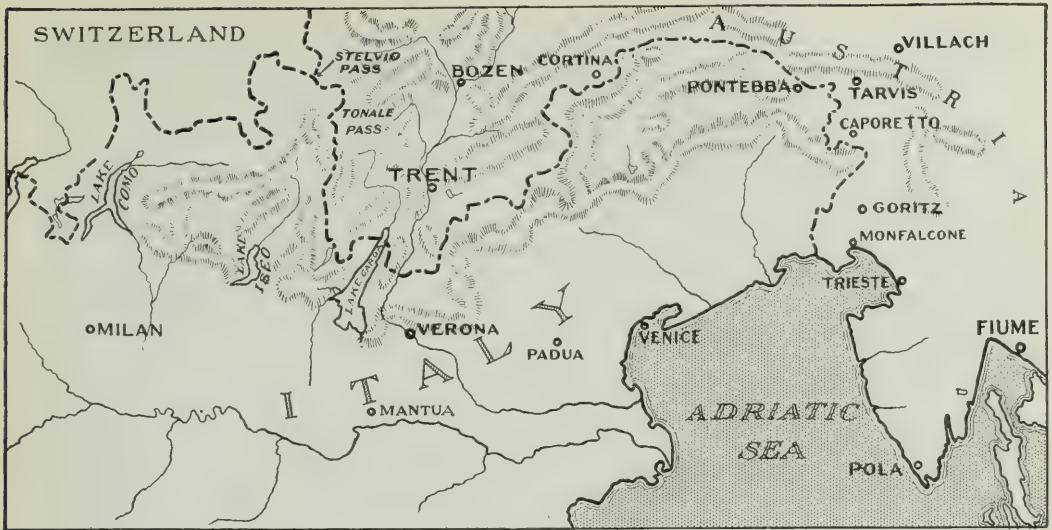 SWITZERLAND
AUSTRIA
VILLACH
STELVIO
PASS
BOZEN
CORTINA
PONTEBBA
TARVIS
TONALE
PASS
CAPORETTO
LAKE
COMO
TRENT
GORITZ
MONFALCONE
LAKE
ISEO
LAKE GARGA
TRIESTE
MILAN
VERONA
ITALY
PADUA
VENICE
FIUME
MANTUA
ADRIATIC
SEA
POLA